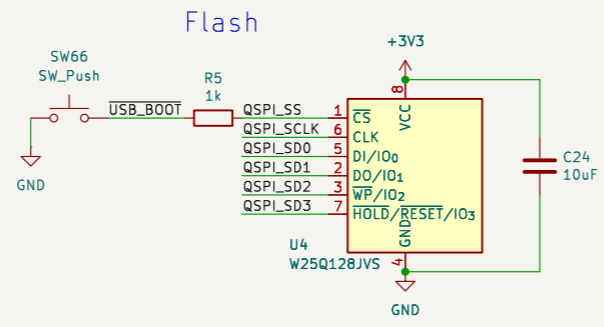 Flash
+3V3
SW66
SW_Push
USB_BOOT
R5
1k
QSPI_SS
QSPI_SCLK
QSPI_SD0
QSPI_SD1
QSPI_SD2
QSPI_SD3
1
6
5
2
3
7
8
VCC
CS
CLK
DI/IO0
DO/IO1
WP/IO2
HOLD/RESET/IO3
GND
4
C24
10uF
GND
U4
W25Q128JVS
GND